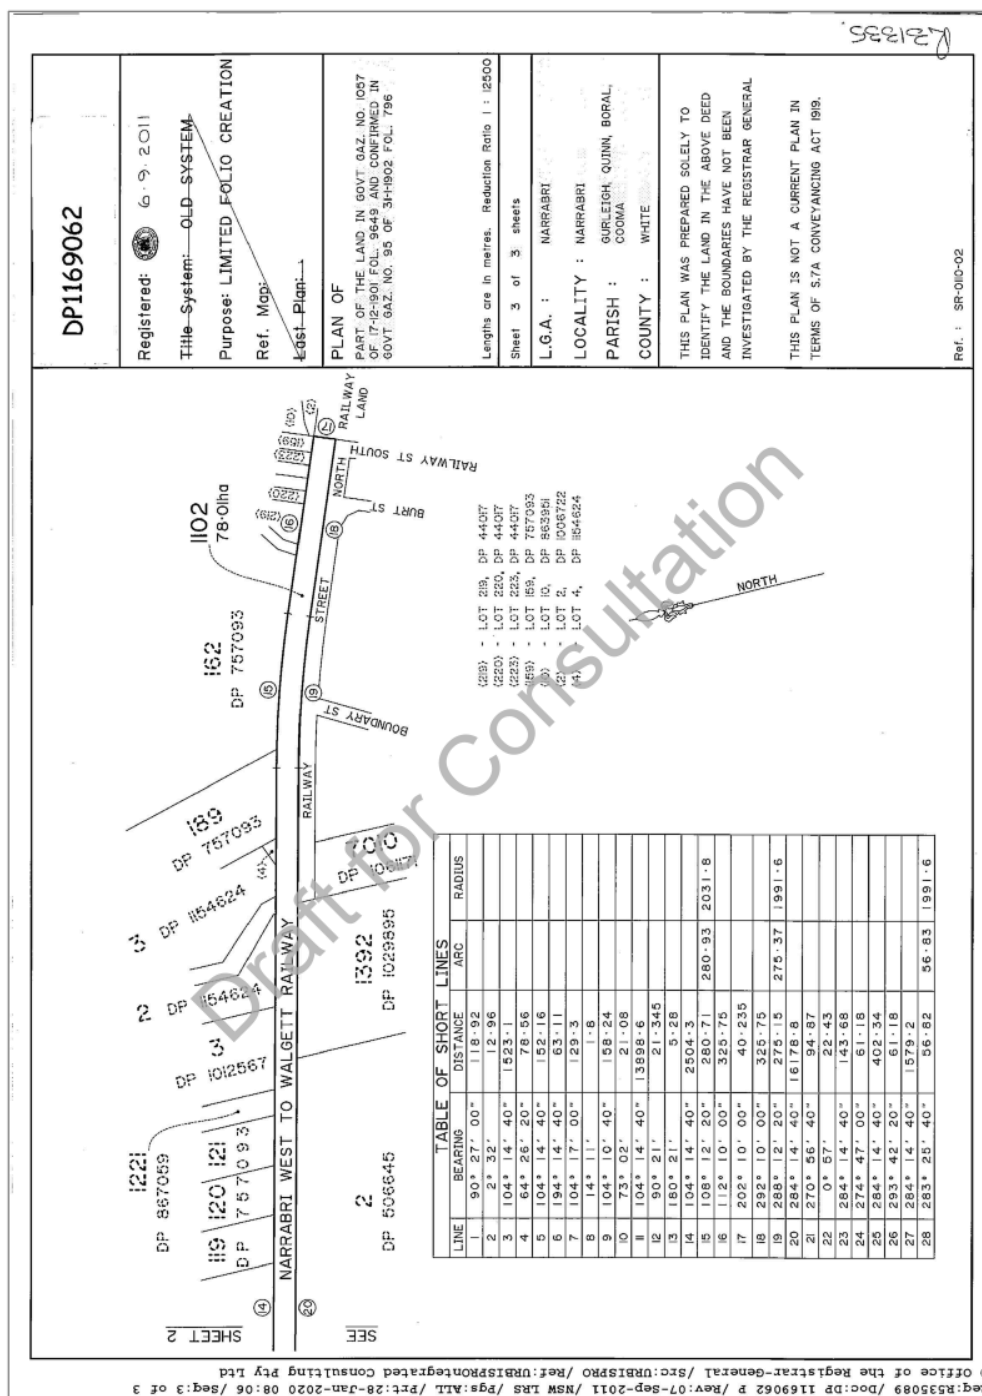 R31335.
DP1169062
Registered: 6·9·2011
Title System: OLD SYSTEM
Purpose: LIMITED FOLIO CREATION
Ref. Map:
Last Plan:
PLAN OF
PART OF THE LAND IN GOVT GAZ. NO. 1057
OF 17-12-1901 FOL. 9649 AND CONFIRMED IN
GOVT GAZ. NO. 95 OF 31-1-1902 FOL. 796
Lengths are in metres. Reduction Ratio 1 : 12500
Sheet 3 of 3 sheets
L.G.A. : NARRABRI
LOCALITY : NARRABRI
PARISH : GURLEIGH, QUINN, BORAL,
COOMA
COUNTY : WHITE
THIS PLAN WAS PREPARED SOLELY TO
IDENTIFY THE LAND IN THE ABOVE DEED
AND THE BOUNDARIES HAVE NOT BEEN
INVESTIGATED BY THE REGISTRAR GENERAL
THIS PLAN IS NOT A CURRENT PLAN IN
TERMS OF S.7A CONVEYANCING ACT 1919.
Ref. : SR-0110-02
SHEET 2
SEE
14
20
NARRABRI WEST TO WALGETT RAILWAY
119 120 121
DP 757093
1221
DP 867059
3
DP 1012567
2 DP 1154624
3 DP 1154624
(4)
189
DP 757093
162
DP 757093
1102
78·01ha
2
DP 506645
1392
DP 1029895
7010
DP 1061171
15
19
16
18
17
RAILWAY
STREET
NORTH
BOUNDARY ST
BURT ST
RAILWAY ST SOUTH
RAILWAY
LAND
(219)
(220)
(223)
(159)
(10)
(2)
(219) - LOT 219, DP 44017
(220) - LOT 220, DP 44017
(223) - LOT 223, DP 44017
(159) - LOT 159, DP 757093
(10) - LOT 10, DP 863951
(2) - LOT 2, DP 1006722
(4) - LOT 4, DP 1154624
NORTH
TABLE OF SHORT LINES
LINE BEARING DISTANCE ARC RADIUS
1 90° 27' 00" 118·92
2 2° 32' 12·96
3 104° 14' 40" 1523·1
4 64° 26' 20" 78·56
5 104° 14' 40" 152·16
6 194° 14' 40" 63·11
7 104° 17' 00" 129·3
8 14° 11' 1·8
9 104° 10' 40" 158·24
10 73° 02' 21·08
11 104° 14' 40" 13898·6
12 90° 21' 21·345
13 180° 21' 5·28
14 104° 14' 40" 2504·3
15 108° 12' 20" 280·71 280·93 2031·8
16 112° 10' 00" 325·75
17 202° 10' 00" 40·235
18 292° 10' 00" 325·75
19 288° 12' 20" 275·15 275·37 1991·6
20 284° 14' 40" 16178·8
21 270° 56' 40" 94·87
22 0° 57' 22·43
23 284° 14' 40" 143·68
24 274° 47' 00" 61·18
25 284° 14' 40" 402·34
26 293° 42' 20" 61·18
27 284° 14' 40" 1579·2
28 283° 25' 40" 56·82 56·83 1991·6
Draft for Consultation
Req:R585089 /Doc:DP 1169062 P /Rev:07-Sep-2011 /NSW LRS /Pgs:ALL /Prt:28-Jan-2020 08:06 /Seq:3 of 3
Office of the Registrar-General /Src:URBISPRO /Ref:URBISPROntegrated Consulting Pty Ltd